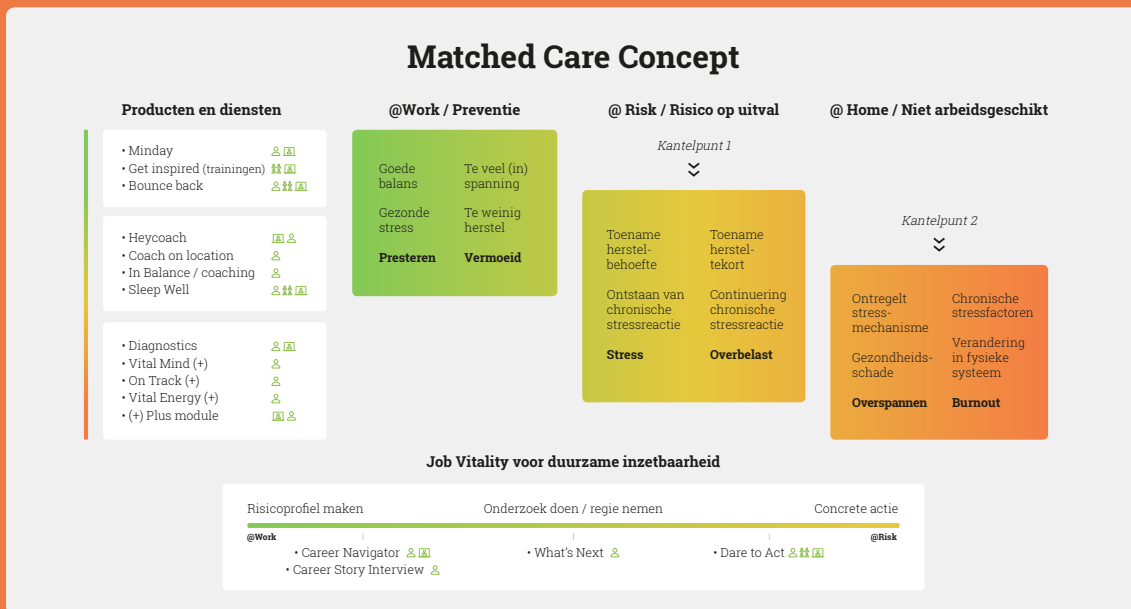 Matched Care Concept
Producten en diensten
• Minday
• Get inspired (trainingen)
• Bounce back
• Heycoach
• Coach on location
• In Balance / coaching
• Sleep Well
• Diagnostics
• Vital Mind (+)
• On Track (+)
• Vital Energy (+)
• (+) Plus module
@Work / Preventie
Goede
balans
Gezonde
stress
Presteren
Te veel (in)
spanning
Te weinig
herstel
Vermoeid
@ Risk / Risico op uitval
Kantelpunt 1
Toename
herstel-
behoefte
Ontstaan van
chronische
stressreactie
Stress
Toename
herstel-
tekort
Continuering
chronische
stressreactie
Overbelast
@ Home / Niet arbeidsgeschikt
Kantelpunt 2
Ontregelt
stress-
mechanisme
Gezondheids-
schade
Overspannen
Chronische
stressfactoren
Verandering
in fysieke
systeem
Burnout
Job Vitality voor duurzame inzetbaarheid
Risicoprofiel maken
Onderzoek doen / regie nemen
Concrete actie
@Work
@Risk
• Career Navigator
• Career Story Interview
• What's Next
• Dare to Act